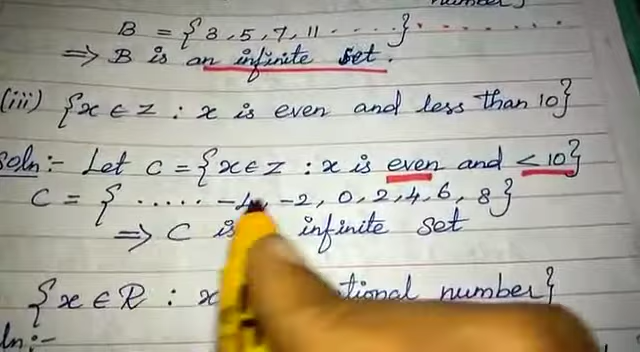 B = {3, 5, 7, 11 ....}
⇒ B is an infinite set.
(iii) {x ∈ Z : x is even and less than 10}
soln:- Let C = {x ∈ Z : x is even and < 10}
C = { ..... -4, -2, 0, 2, 4, 6, 8}
⇒ C is infinite set
{x ∈ R : x number}
ln:-